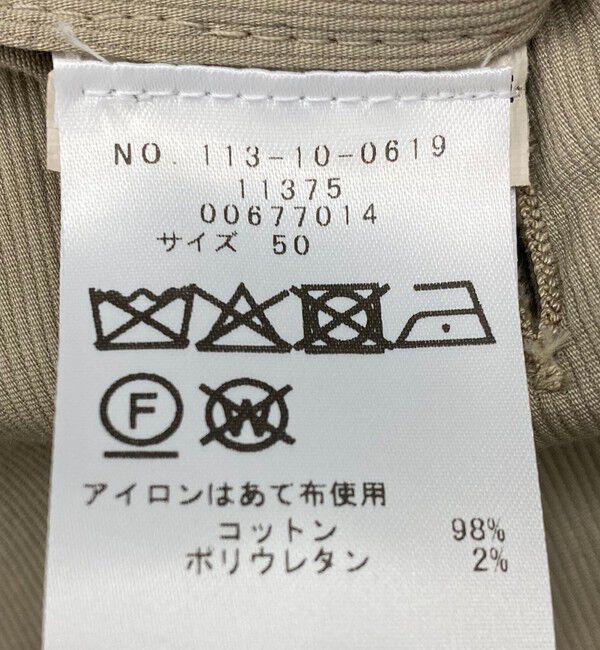 NO. 113-10-0619
11375
00677014
サイズ 50
F W
アイロンはあて布使用
コットン 98%
ポリウレタン 2%